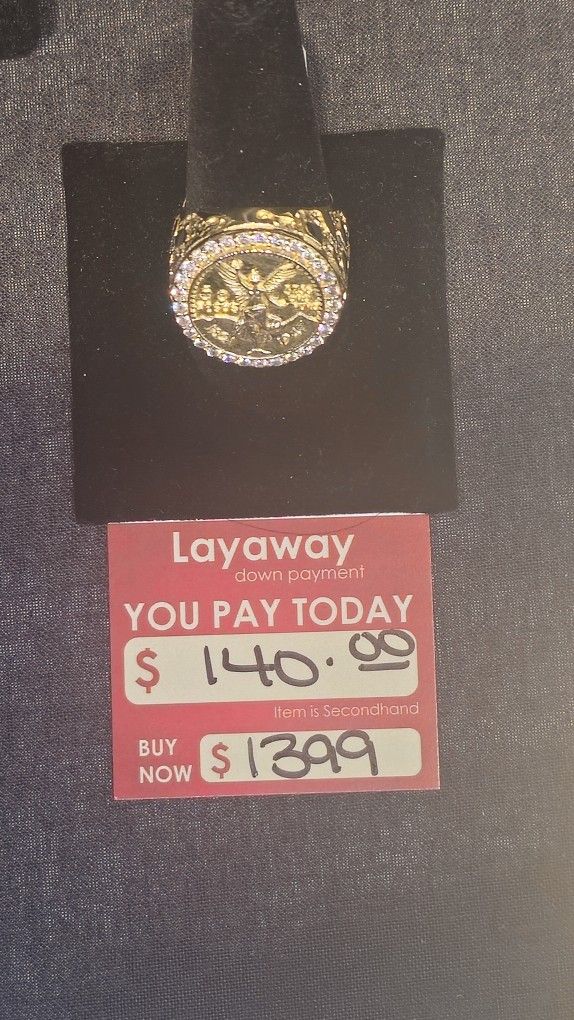 Layaway
down payment
YOU PAY TODAY
$ 140.00
Item is Secondhand
BUY NOW $ 1399